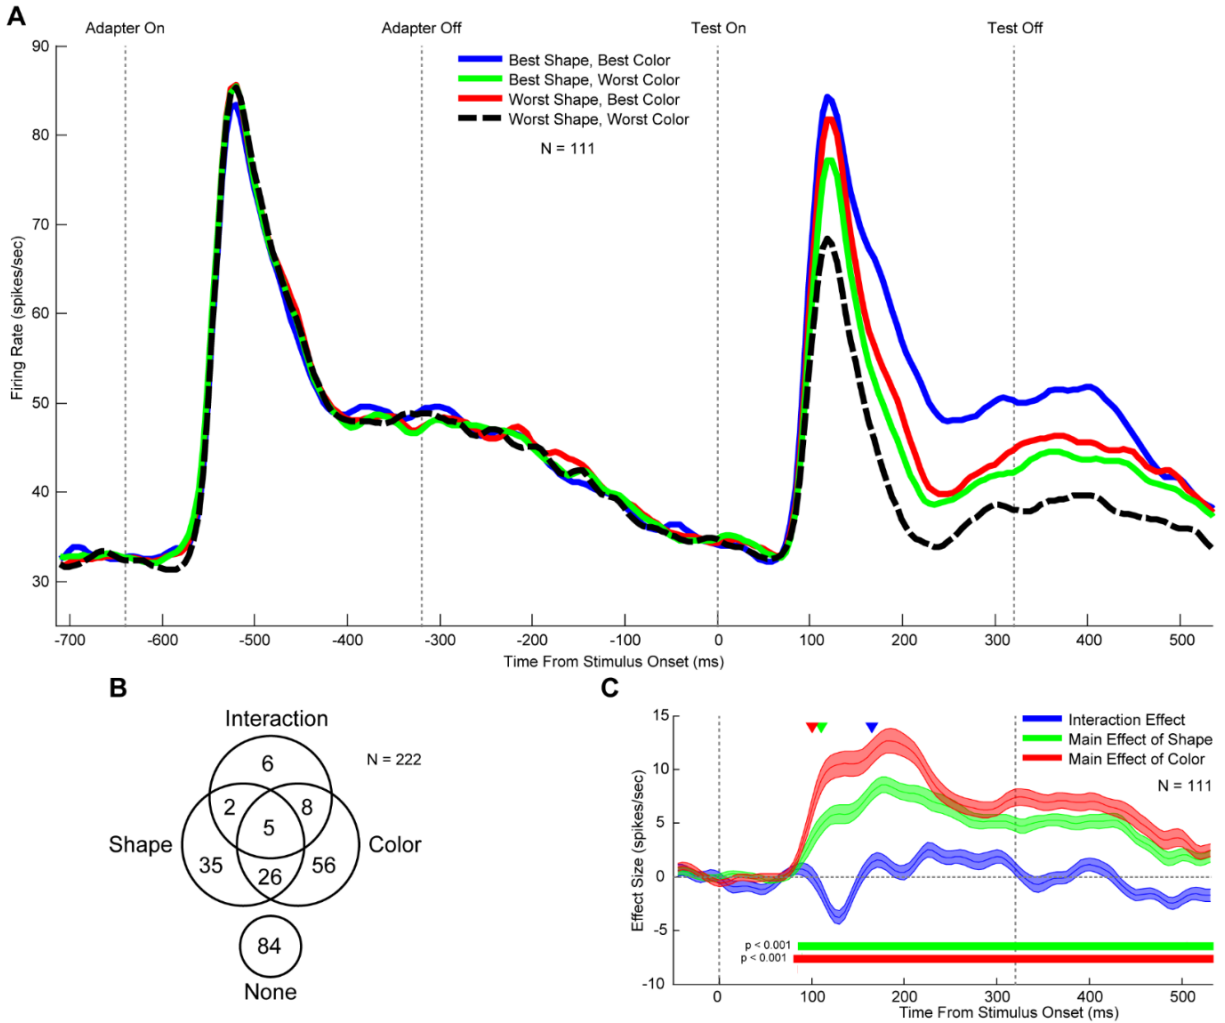 A
Adapter On
Adapter Off
Test On
Test Off
Best Shape, Best Color
Best Shape, Worst Color
Worst Shape, Best Color
Worst Shape, Worst Color
N = 111
90
80
70
60
50
40
30
Firing Rate (spikes/sec)
-700 -600 -500 -400 -300 -200 -100 0 100 200 300 400 500
Time From Stimulus Onset (ms)
B
Interaction
N = 222
6
2
8
5
Shape
Color
35
26
56
84
None
C
Interaction Effect
Main Effect of Shape
Main Effect of Color
N = 111
15
10
5
0
-5
-10
Effect Size (spikes/sec)
p < 0.001
p < 0.001
0 100 200 300 400 500
Time From Stimulus Onset (ms)